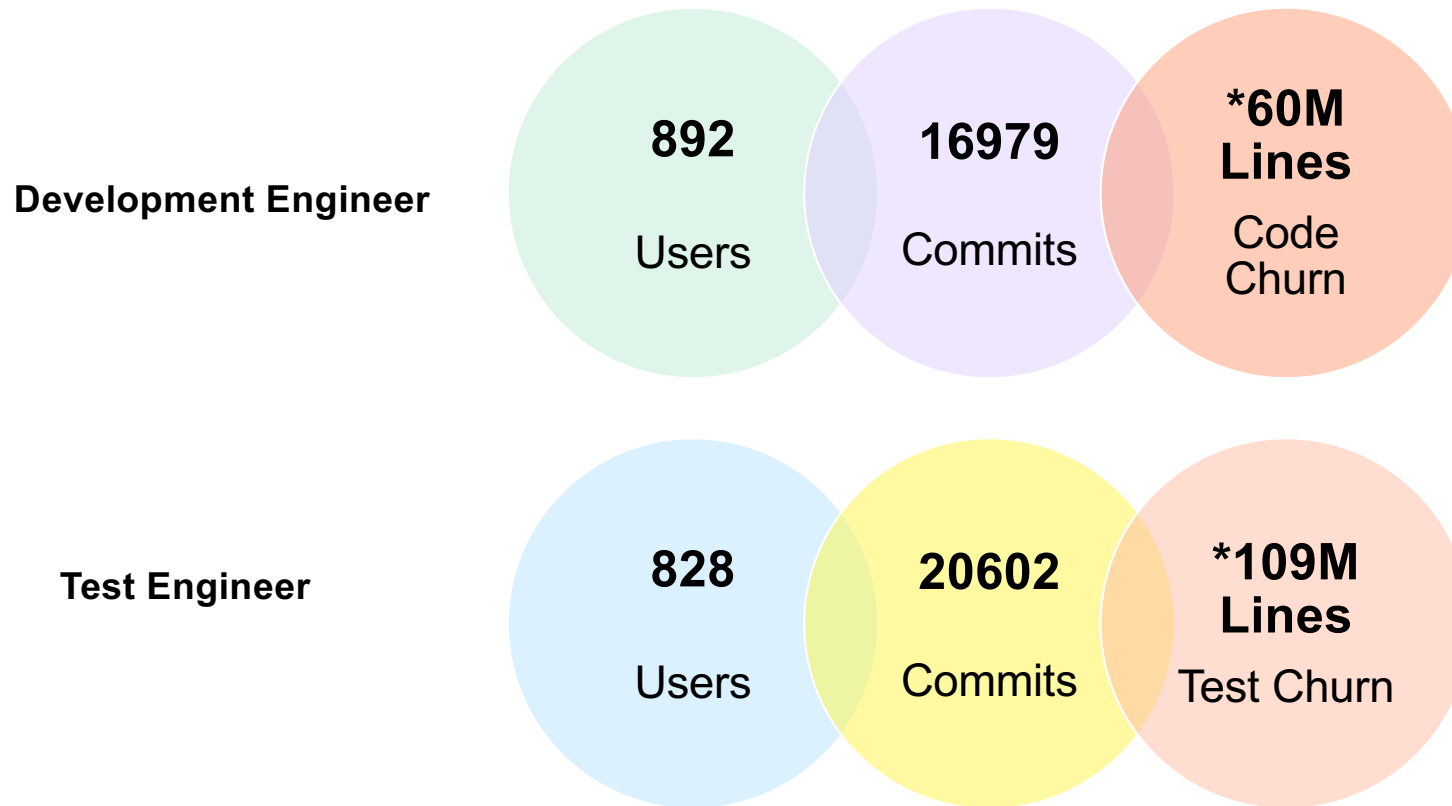 Development Engineer
892
Users
16979
Commits
*60M
Lines
Code
Churn
Test Engineer
828
Users
20602
Commits
*109M
Lines
Test Churn